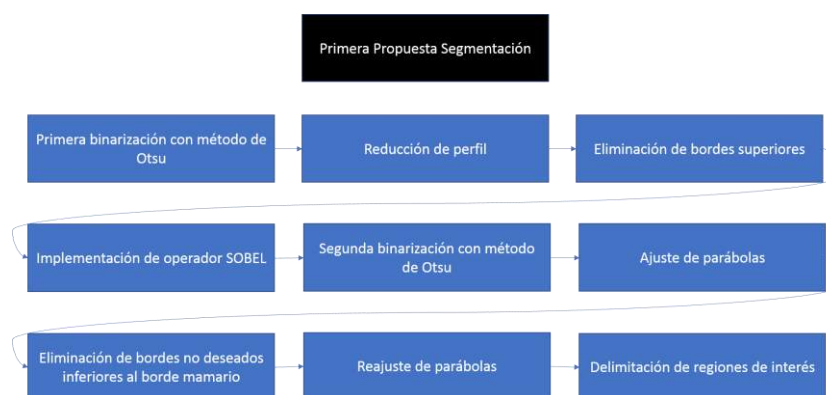 Primera Propuesta Segmentación
Primera binarización con método de
Otsu
Reducción de perfil
Eliminación de bordes superiores
Implementación de operador SOBEL
Segunda binarización con método
de Otsu
Ajuste de parábolas
Eliminación de bordes no deseados
inferiores al borde mamario
Reajuste de parábolas
Delimitación de regiones de interés